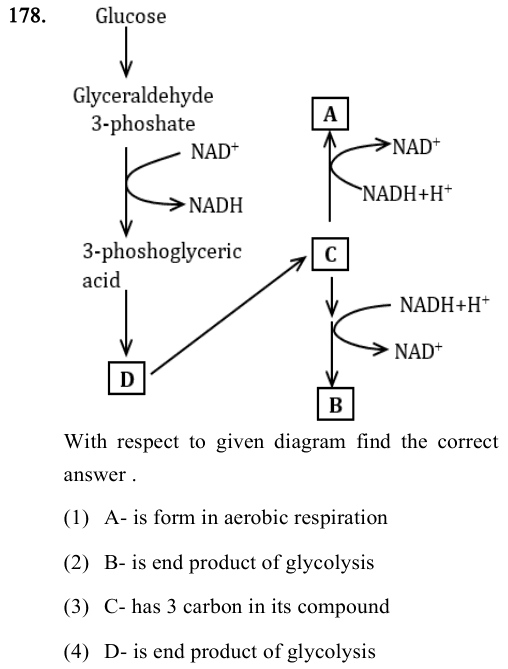 178.
Glucose
Glyceraldehyde
3-phoshate
NAD⁺
NADH
3-phoshoglyceric
acid
D
A
NAD⁺
NADH+H⁺
C
NADH+H⁺
NAD⁺
B
With respect to given diagram find the correct
answer .
(1) A- is form in aerobic respiration
(2) B- is end product of glycolysis
(3) C- has 3 carbon in its compound
(4) D- is end product of glycolysis